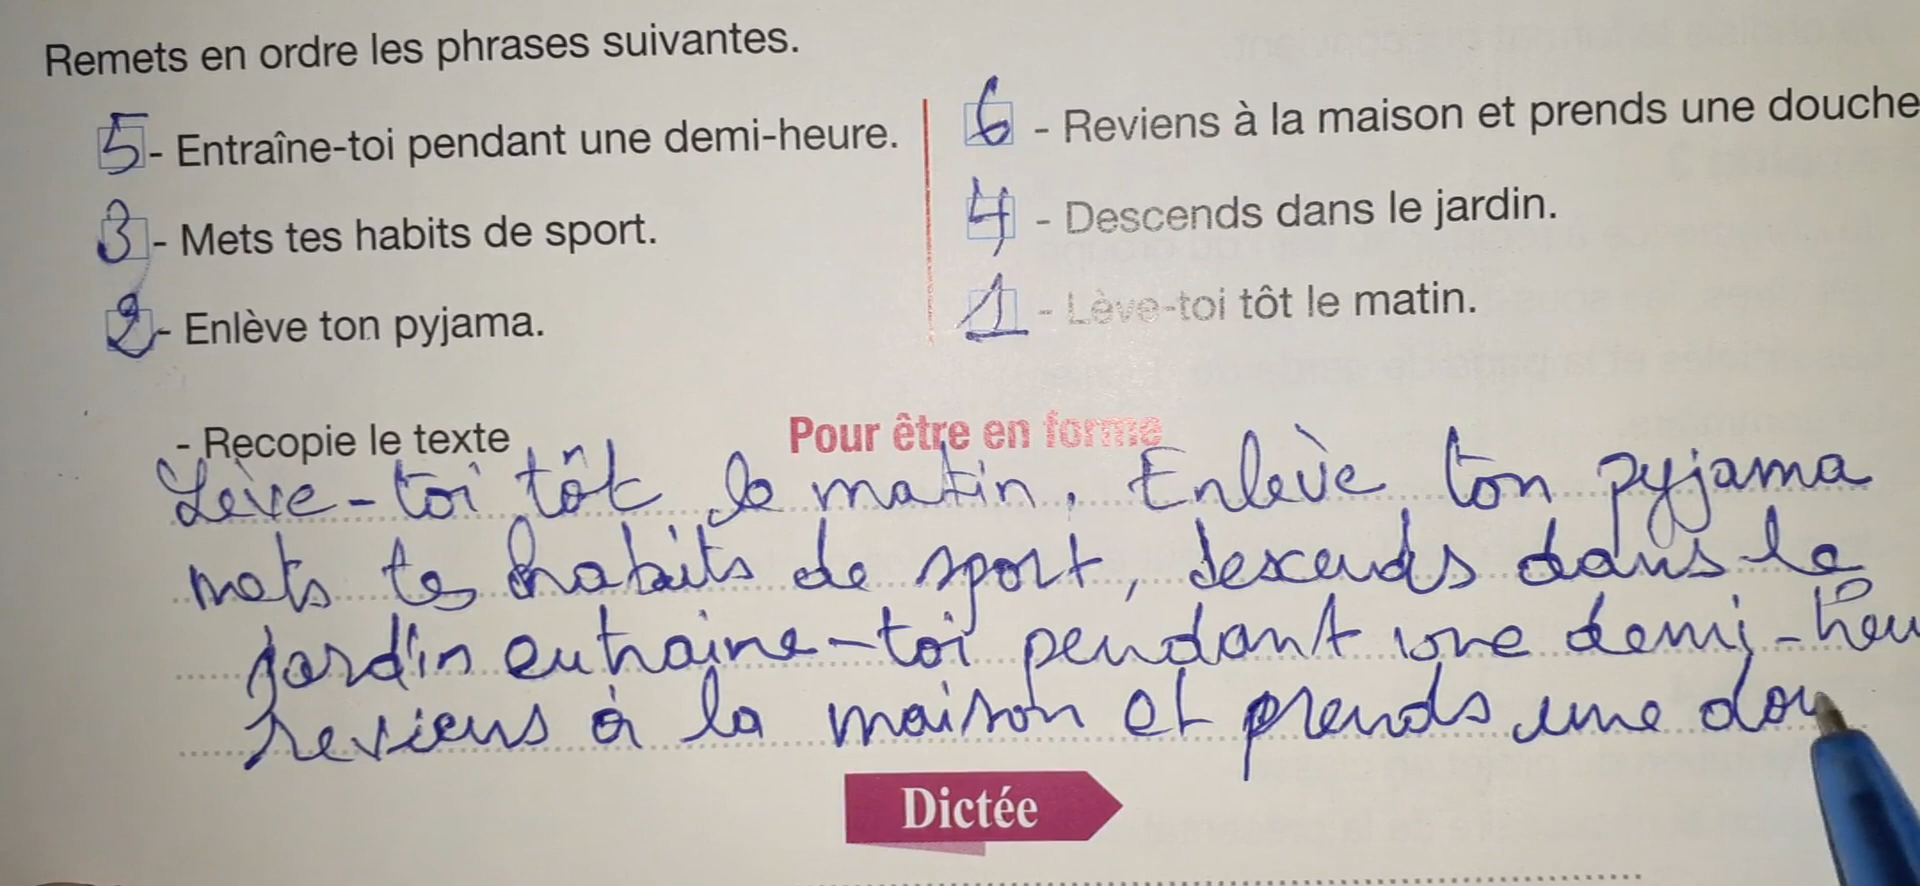 Remets en ordre les phrases suivantes.
5 - Entraîne-toi pendant une demi-heure.
3 - Mets tes habits de sport.
2 - Enlève ton pyjama.
6 - Reviens à la maison et prends une douche
4 - Descends dans le jardin.
1 - Lève-toi tôt le matin.
- Recopie le texte
Pour être en forme
Lève-toi tôt le matin. Enlève ton pyjama
mets tes habits de sport, descends dans le
jardin entraine-toi pendant une demi-heu
reviens à la maison et prends une dou
Dictée